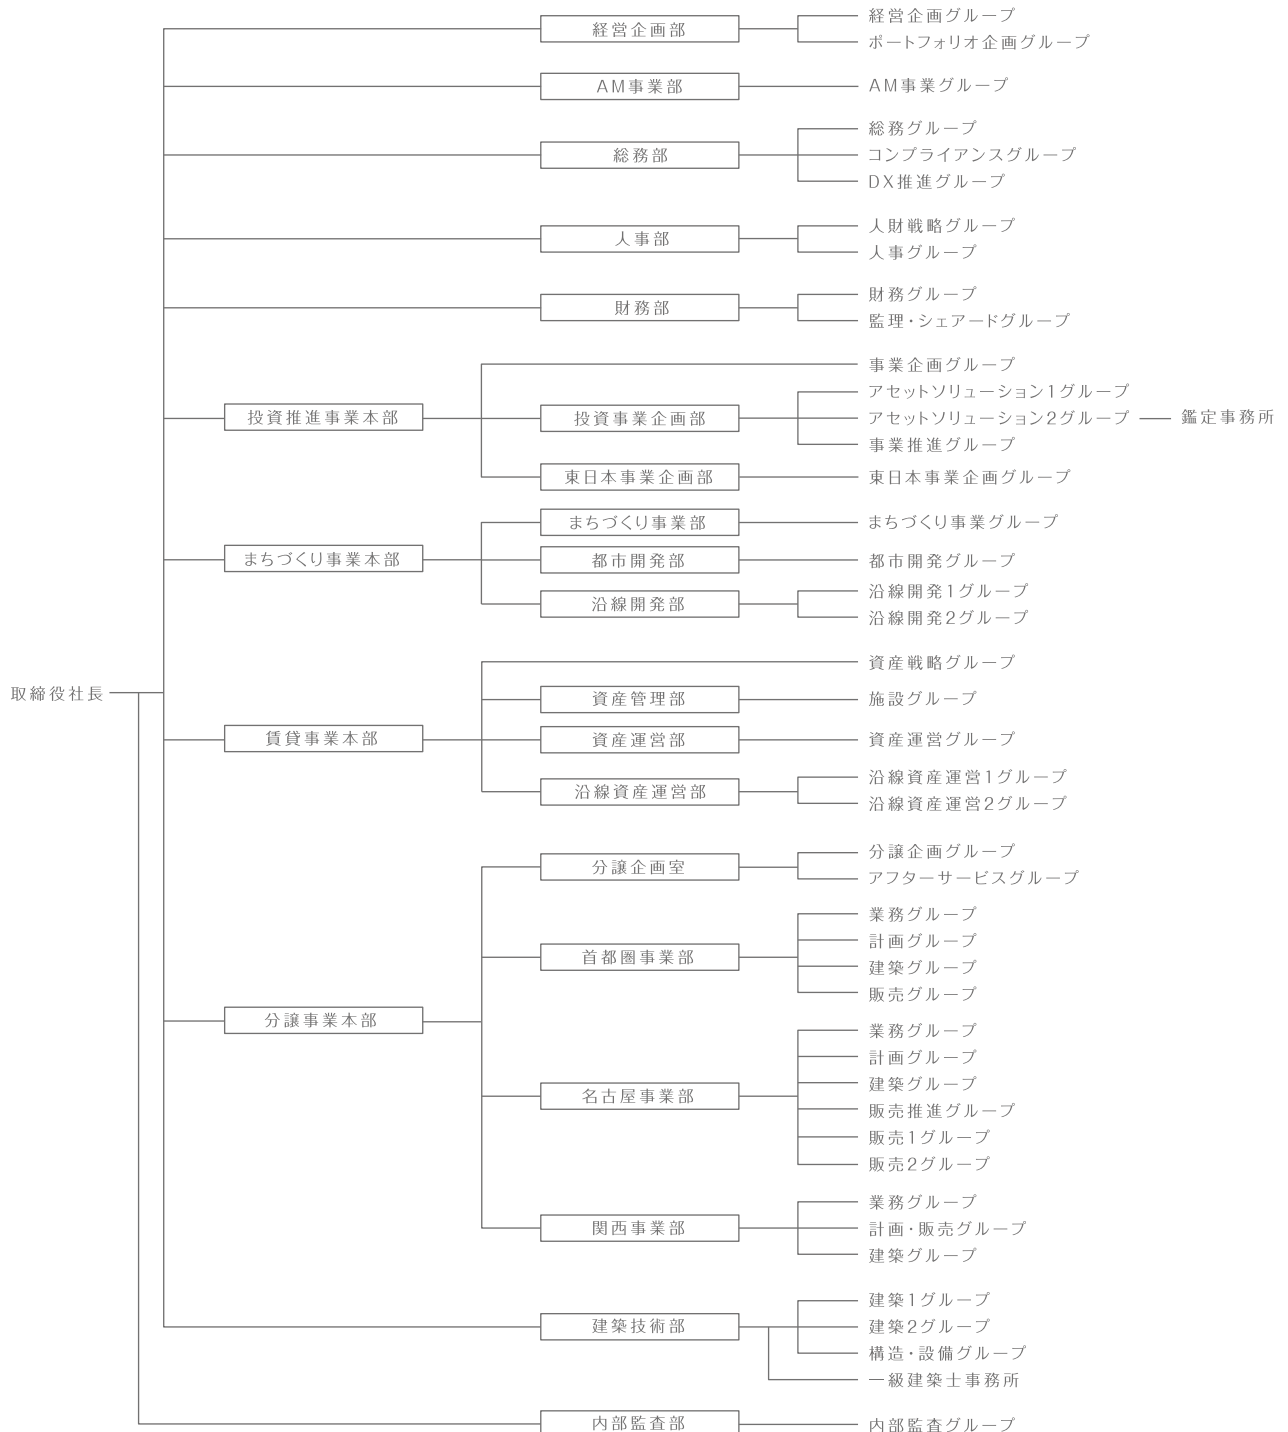 取締役社長
経営企画部
経営企画グループ
ポートフォリオ企画グループ
AM事業部
AM事業グループ
総務部
総務グループ
コンプライアンスグループ
DX推進グループ
人事部
人財戦略グループ
人事グループ
財務部
財務グループ
監理・シェアードグループ
投資推進事業本部
事業企画グループ
投資事業企画部
アセットソリューション1グループ
アセットソリューション2グループ
鑑定事務所
事業推進グループ
東日本事業企画部
東日本事業企画グループ
まちづくり事業本部
まちづくり事業部
まちづくり事業グループ
都市開発部
都市開発グループ
沿線開発部
沿線開発1グループ
沿線開発2グループ
賃貸事業本部
資産戦略グループ
資産管理部
施設グループ
資産運営部
資産運営グループ
沿線資産運営部
沿線資産運営1グループ
沿線資産運営2グループ
分譲事業本部
分譲企画室
分譲企画グループ
アフターサービスグループ
首都圏事業部
業務グループ
計画グループ
建築グループ
販売グループ
名古屋事業部
業務グループ
計画グループ
建築グループ
販売推進グループ
販売1グループ
販売2グループ
関西事業部
業務グループ
計画・販売グループ
建築グループ
建築技術部
建築1グループ
建築2グループ
構造・設備グループ
一級建築士事務所
内部監査部
内部監査グループ